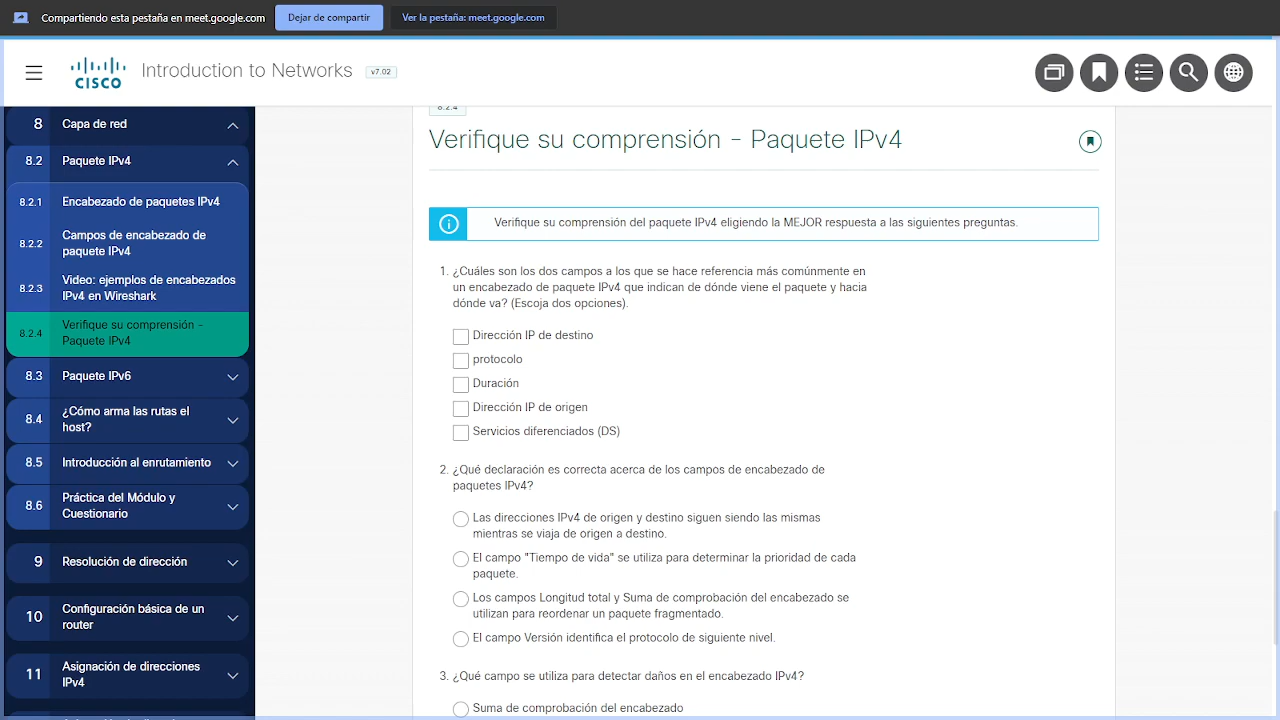 Compartiendo esta pestaña en meet.google.com
Dejar de compartir
Ver la pestaña: meet.google.com
CISCO
Introduction to Networks
v7.02
8 Capa de red
8.2 Paquete IPv4
8.2.1 Encabezado de paquetes IPv4
8.2.2 Campos de encabezado de
paquete IPv4
8.2.3 Video: ejemplos de encabezados
IPv4 en Wireshark
8.2.4 Verifique su comprensión -
Paquete IPv4
8.3 Paquete IPv6
8.4 ¿Cómo arma las rutas el
host?
8.5 Introducción al enrutamiento
8.6 Práctica del Módulo y
Cuestionario
9 Resolución de dirección
10 Configuración básica de un
router
11 Asignación de direcciones
IPv4
8.2.4
Verifique su comprensión - Paquete IPv4
Verifique su comprensión del paquete IPv4 eligiendo la MEJOR respuesta a las siguientes preguntas.
1. ¿Cuáles son los dos campos a los que se hace referencia más comúnmente en
un encabezado de paquete IPv4 que indican de dónde viene el paquete y hacia
dónde va? (Escoja dos opciones).
Dirección IP de destino
protocolo
Duración
Dirección IP de origen
Servicios diferenciados (DS)
2. ¿Qué declaración es correcta acerca de los campos de encabezado de
paquetes IPv4?
Las direcciones IPv4 de origen y destino siguen siendo las mismas
mientras se viaja de origen a destino.
El campo "Tiempo de vida" se utiliza para determinar la prioridad de cada
paquete.
Los campos Longitud total y Suma de comprobación del encabezado se
utilizan para reordenar un paquete fragmentado.
El campo Versión identifica el protocolo de siguiente nivel.
3. ¿Qué campo se utiliza para detectar daños en el encabezado IPv4?
Suma de comprobación del encabezado